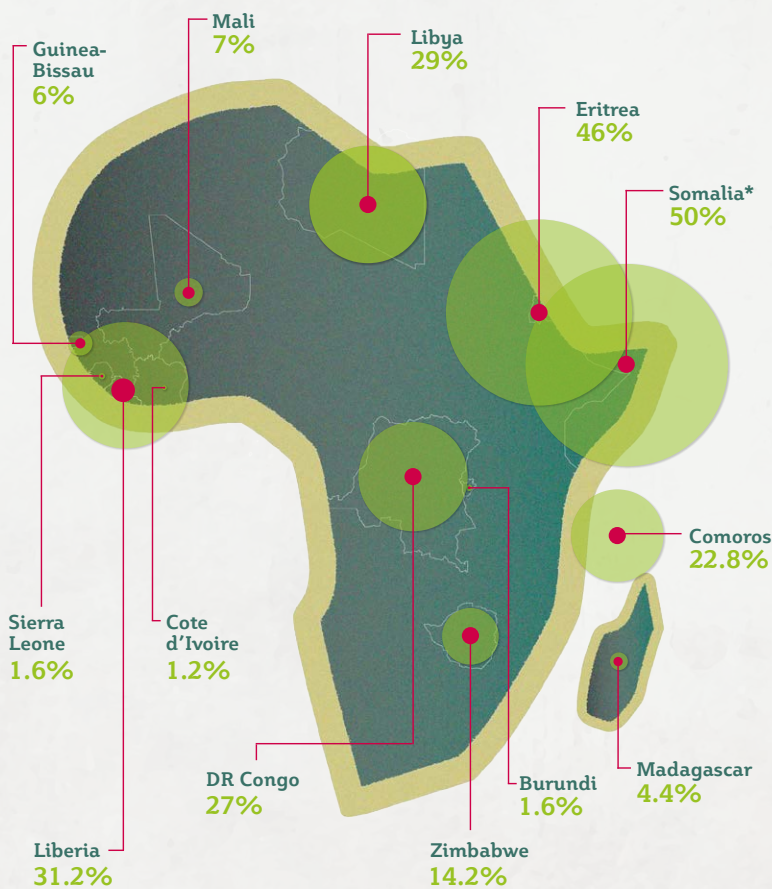 Mali
7%
Guinea-
Bissau
6%
Libya
29%
Eritrea
46%
Somalia*
50%
Comoros
22.8%
Sierra
Leone
1.6%
Cote
d'Ivoire
1.2%
DR Congo
27%
Burundi
1.6%
Madagascar
4.4%
Liberia
31.2%
Zimbabwe
14.2%